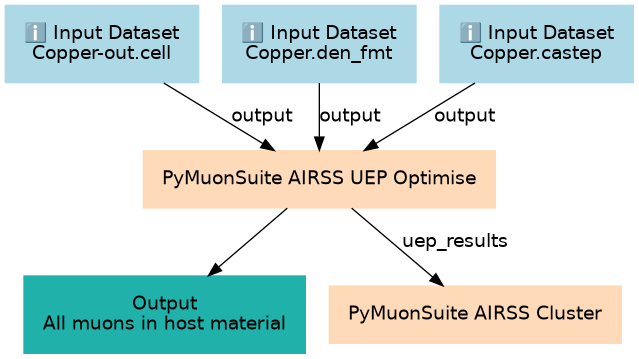 ℹ️ Input Dataset
Copper-out.cell
ℹ️ Input Dataset
Copper.den_fmt
ℹ️ Input Dataset
Copper.castep
output
output
output
PyMuonSuite AIRSS UEP Optimise
uep_results
Output
All muons in host material
PyMuonSuite AIRSS Cluster